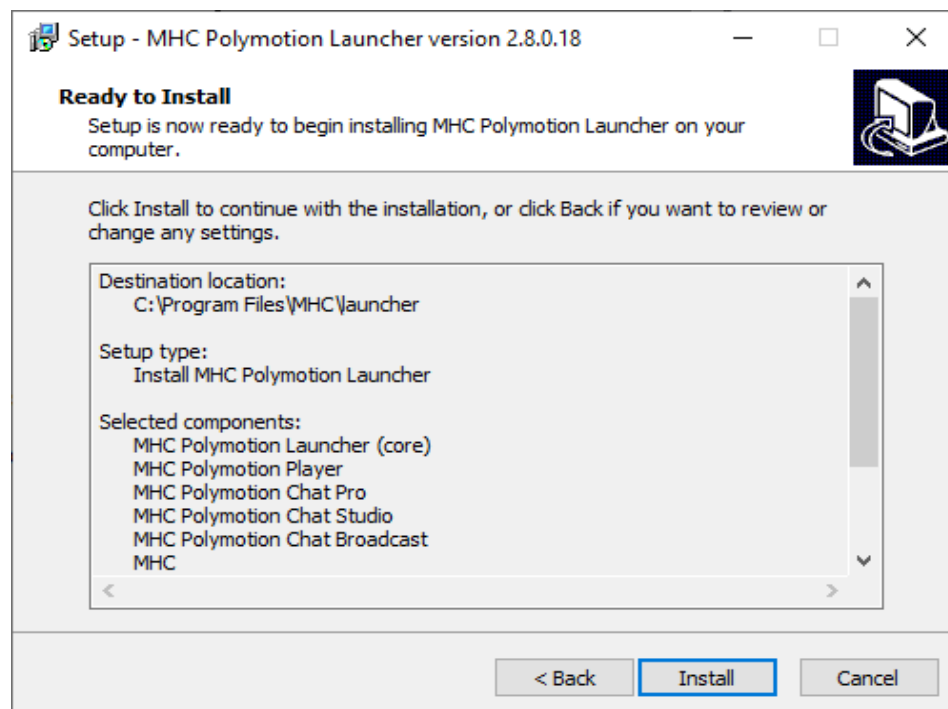 Setup - MHC Polymotion Launcher version 2.8.0.18
Ready to Install
Setup is now ready to begin installing MHC Polymotion Launcher on your
computer.
Click Install to continue with the installation, or click Back if you want to review or
change any settings.
Destination location:
C:\Program Files\MHC\launcher
Setup type:
Install MHC Polymotion Launcher
Selected components:
MHC Polymotion Launcher (core)
MHC Polymotion Player
MHC Polymotion Chat Pro
MHC Polymotion Chat Studio
MHC Polymotion Chat Broadcast
MHC
< Back Install Cancel